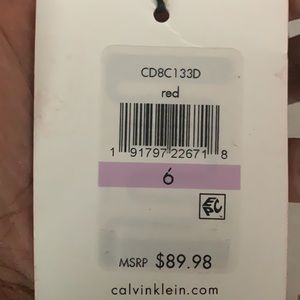 CD8C133D
red
1 91797 22671 8
6
MSRP $89.98
calvinklein.com